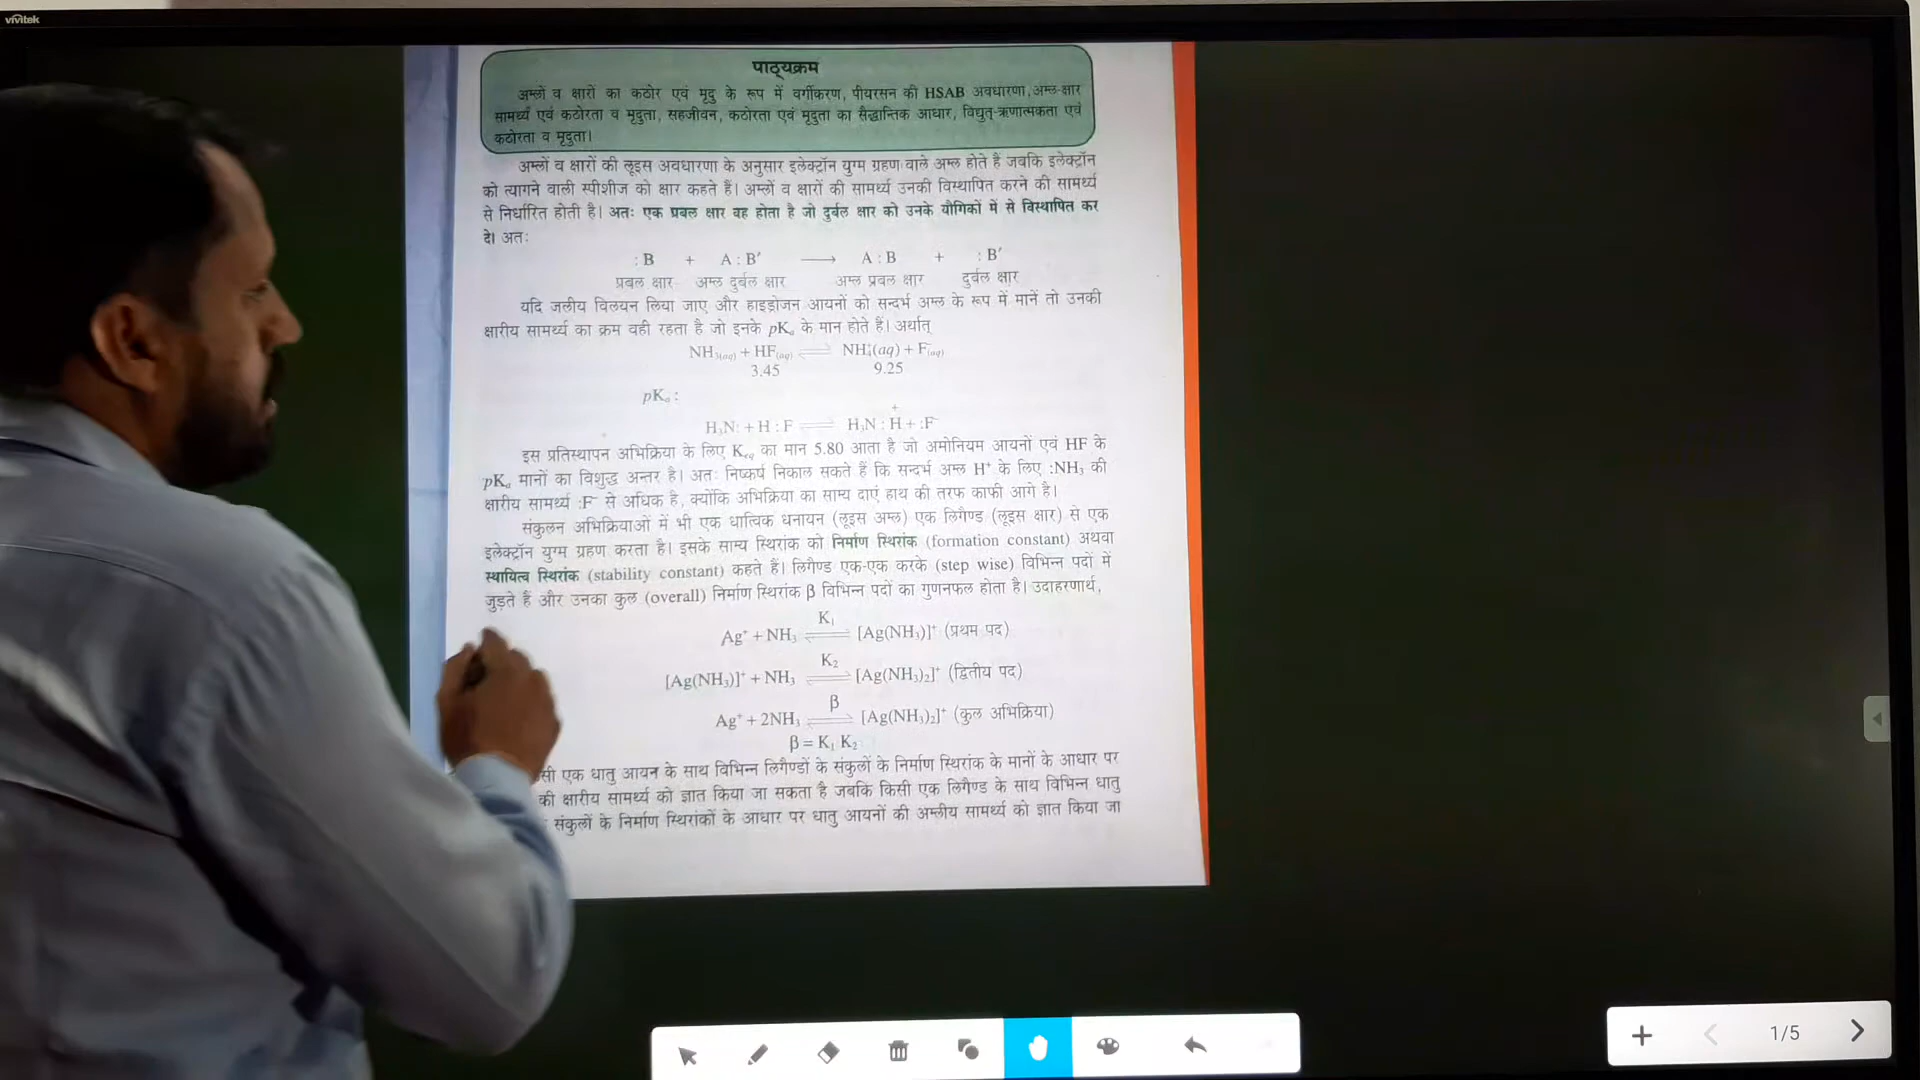 vivitek
पाठ्यक्रम
अम्लों व क्षारों का कठोर एवं मृदु के रूप में वर्गीकरण, पीयरसन की HSAB अवधारणा, अम्ल-क्षार
सामर्थ्य एवं कठोरता व मृदुता, सहजीवन, कठोरता एवं मृदुता का सैद्धान्तिक आधार, विद्युत्-ऋणात्मकता एवं
कठोरता व मृदुता।
अम्लों व क्षारों की लूइस अवधारणा के अनुसार इलेक्ट्रॉन युग्म ग्रहण वाले अम्ल होते हैं जबकि इलेक्ट्रॉन
को त्यागने वाली स्पीशीज को क्षार कहते हैं। अम्लों व क्षारों की सामर्थ्य उनकी विस्थापित करने की सामर्थ्य
से निर्धारित होती है। अतः एक प्रबल क्षार वह होता है जो दुर्बल क्षार को उनके यौगिकों में से विस्थापित कर
दे। अतः
: B + A : B′ ⟶ A : B + : B′
प्रबल क्षार अम्ल दुर्बल क्षार अम्ल प्रबल क्षार दुर्बल क्षार
यदि जलीय विलयन लिया जाए और हाइड्रोजन आयनों को सन्दर्भ अम्ल के रूप में मानें तो उनकी
क्षारीय सामर्थ्य का क्रम वही रहता है जो इनके pKₐ के मान होते हैं। अर्थात्
NH₃(aq) + HF(aq) ⇌ NH₄⁺(aq) + F⁻(aq)
3.45 9.25
pKₐ :
H₃N: + H : F ⇌ H₃N : H⁺ + :F⁻
इस प्रतिस्थापन अभिक्रिया के लिए Keq का मान 5.80 आता है जो अमोनियम आयनों एवं HF के
pKₐ मानों का विशुद्ध अन्तर है। अतः निष्कर्ष निकाल सकते हैं कि सन्दर्भ अम्ल H⁺ के लिए :NH₃ की
क्षारीय सामर्थ्य :F⁻ से अधिक है, क्योंकि अभिक्रिया का साम्य दाएं हाथ की तरफ काफी आगे है।
संकुलन अभिक्रियाओं में भी एक धात्विक धनायन (लूइस अम्ल) एक लिगैण्ड (लूइस क्षार) से एक
इलेक्ट्रॉन युग्म ग्रहण करता है। इसके साम्य स्थिरांक को निर्माण स्थिरांक (formation constant) अथवा
स्थायित्व स्थिरांक (stability constant) कहते हैं। लिगैण्ड एक-एक करके (step wise) विभिन्न पदों में
जुड़ते हैं और उनका कुल (overall) निर्माण स्थिरांक β विभिन्न पदों का गुणनफल होता है। उदाहरणार्थ,
K₁
Ag⁺ + NH₃ ⇌ [Ag(NH₃)]⁺ (प्रथम पद)
K₂
[Ag(NH₃)]⁺ + NH₃ ⇌ [Ag(NH₃)₂]⁺ (द्वितीय पद)
β
Ag⁺ + 2NH₃ ⇌ [Ag(NH₃)₂]⁺ (कुल अभिक्रिया)
β = K₁ K₂
सी एक धातु आयन के साथ विभिन्न लिगैण्डों के संकुलों के निर्माण स्थिरांक के मानों के आधार पर
की क्षारीय सामर्थ्य को ज्ञात किया जा सकता है जबकि किसी एक लिगैण्ड के साथ विभिन्न धातु
संकुलों के निर्माण स्थिरांकों के आधार पर धातु आयनों की अम्लीय सामर्थ्य को ज्ञात किया जा
1/5